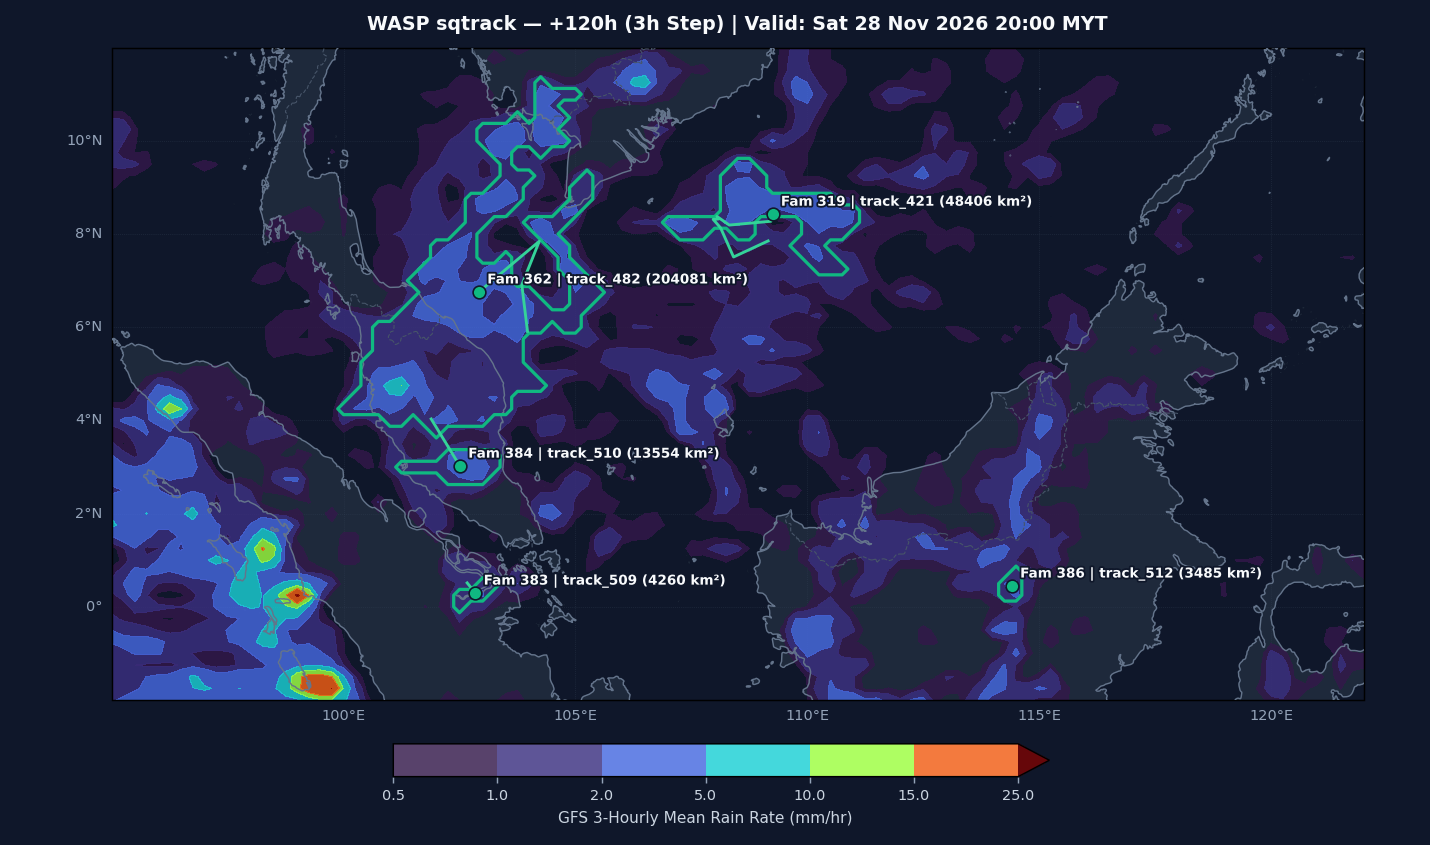 WASP sqtrack — +120h (3h Step) | Valid: Sat 28 Nov 2026 20:00 MYT
10°N
8°N
6°N
4°N
2°N
0°
Fam 319 | track_421 (48406 km²)
Fam 362 | track_482 (204081 km²)
Fam 384 | track_510 (13554 km²)
Fam 383 | track_509 (4260 km²)
Fam 386 | track_512 (3485 km²)
100°E
105°E
110°E
115°E
120°E
0.5
1.0
2.0
5.0
10.0
15.0
25.0
GFS 3-Hourly Mean Rain Rate (mm/hr)